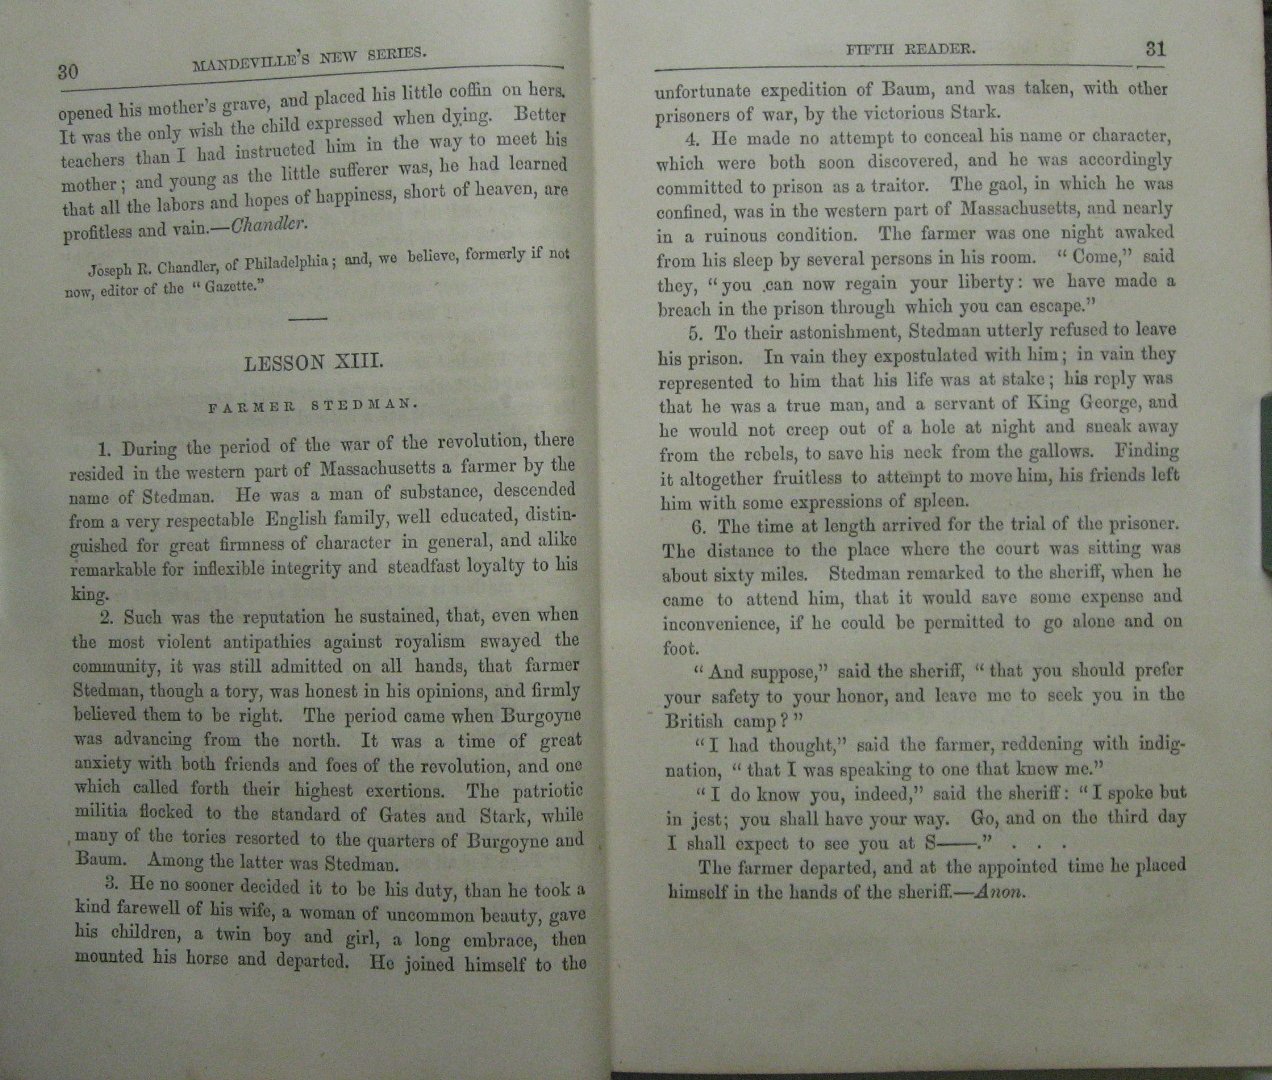 30
MANDEVILLE'S NEW SERIES.
opened his mother's grave, and placed his little coffin on hers.
It was the only wish the child expressed when dying. Better
teachers than I had instructed him in the way to meet his
mother; and young as the little sufferer was, he had learned
that all the labors and hopes of happiness, short of heaven, are
profitless and vain.—Chandler.
Joseph R. Chandler, of Philadelphia; and, we believe, formerly if not
now, editor of the "Gazette."
LESSON XIII.
FARMER STEDMAN.
1. During the period of the war of the revolution, there
resided in the western part of Massachusetts a farmer by the
name of Stedman. He was a man of substance, descended
from a very respectable English family, well educated, distin-
guished for great firmness of character in general, and alike
remarkable for inflexible integrity and steadfast loyalty to his
king.
2. Such was the reputation he sustained, that, even when
the most violent antipathies against royalism swayed the
community, it was still admitted on all hands, that farmer
Stedman, though a tory, was honest in his opinions, and firmly
believed them to be right. The period came when Burgoyne
was advancing from the north. It was a time of great
anxiety with both friends and foes of the revolution, and one
which called forth their highest exertions. The patriotic
militia flocked to the standard of Gates and Stark, while
many of the tories resorted to the quarters of Burgoyne and
Baum. Among the latter was Stedman.
3. He no sooner decided it to be his duty, than he took a
kind farewell of his wife, a woman of uncommon beauty, gave
his children, a twin boy and girl, a long embrace, then
mounted his horse and departed. He joined himself to the
FIFTH READER.
31
unfortunate expedition of Baum, and was taken, with other
prisoners of war, by the victorious Stark.
4. He made no attempt to conceal his name or character,
which were both soon discovered, and he was accordingly
committed to prison as a traitor. The gaol, in which he was
confined, was in the western part of Massachusetts, and nearly
in a ruinous condition. The farmer was one night awaked
from his sleep by several persons in his room. "Come," said
they, "you can now regain your liberty: we have made a
breach in the prison through which you can escape."
5. To their astonishment, Stedman utterly refused to leave
his prison. In vain they expostulated with him; in vain they
represented to him that his life was at stake; his reply was
that he was a true man, and a servant of King George, and
he would not creep out of a hole at night and sneak away
from the rebels, to save his neck from the gallows. Finding
it altogether fruitless to attempt to move him, his friends left
him with some expressions of spleen.
6. The time at length arrived for the trial of the prisoner.
The distance to the place where the court was sitting was
about sixty miles. Stedman remarked to the sheriff, when he
came to attend him, that it would save some expense and
inconvenience, if he could be permitted to go alone and on
foot.
"And suppose," said the sheriff, "that you should prefer
your safety to your honor, and leave me to seek you in the
British camp?"
"I had thought," said the farmer, reddening with indig-
nation, "that I was speaking to one that knew me."
"I do know you, indeed," said the sheriff: "I spoke but
in jest; you shall have your way. Go, and on the third day
I shall expect to see you at S——." . . .
The farmer departed, and at the appointed time he placed
himself in the hands of the sheriff.—Anon.